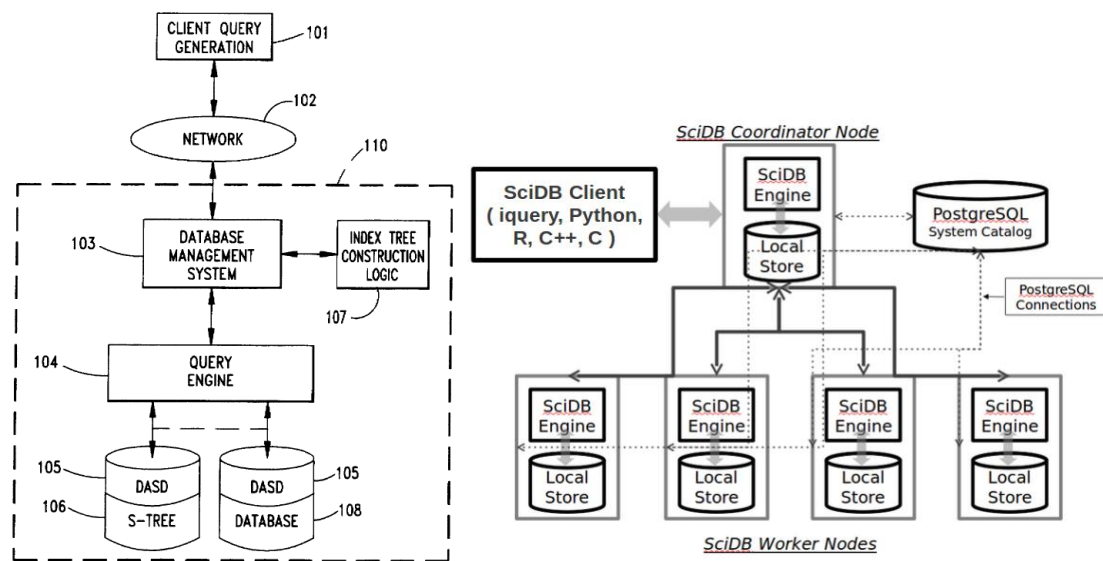 CLIENT QUERY
GENERATION
101
102
NETWORK
110
103
DATABASE
MANAGEMENT
SYSTEM
INDEX TREE
CONSTRUCTION
LOGIC
107
104
QUERY
ENGINE
105
DASD
105
DASD
106
S-TREE
DATABASE
108
SciDB Coordinator Node
SciDB Client
( iquery, Python,
R, C++, C )
SciDB
Engine
Local
Store
PostgreSQL
System Catalog
PostgreSQL
Connections
SciDB
Engine
Local
Store
SciDB
Engine
Local
Store
SciDB
Engine
Local
Store
SciDB
Engine
Local
Store
SciDB Worker Nodes